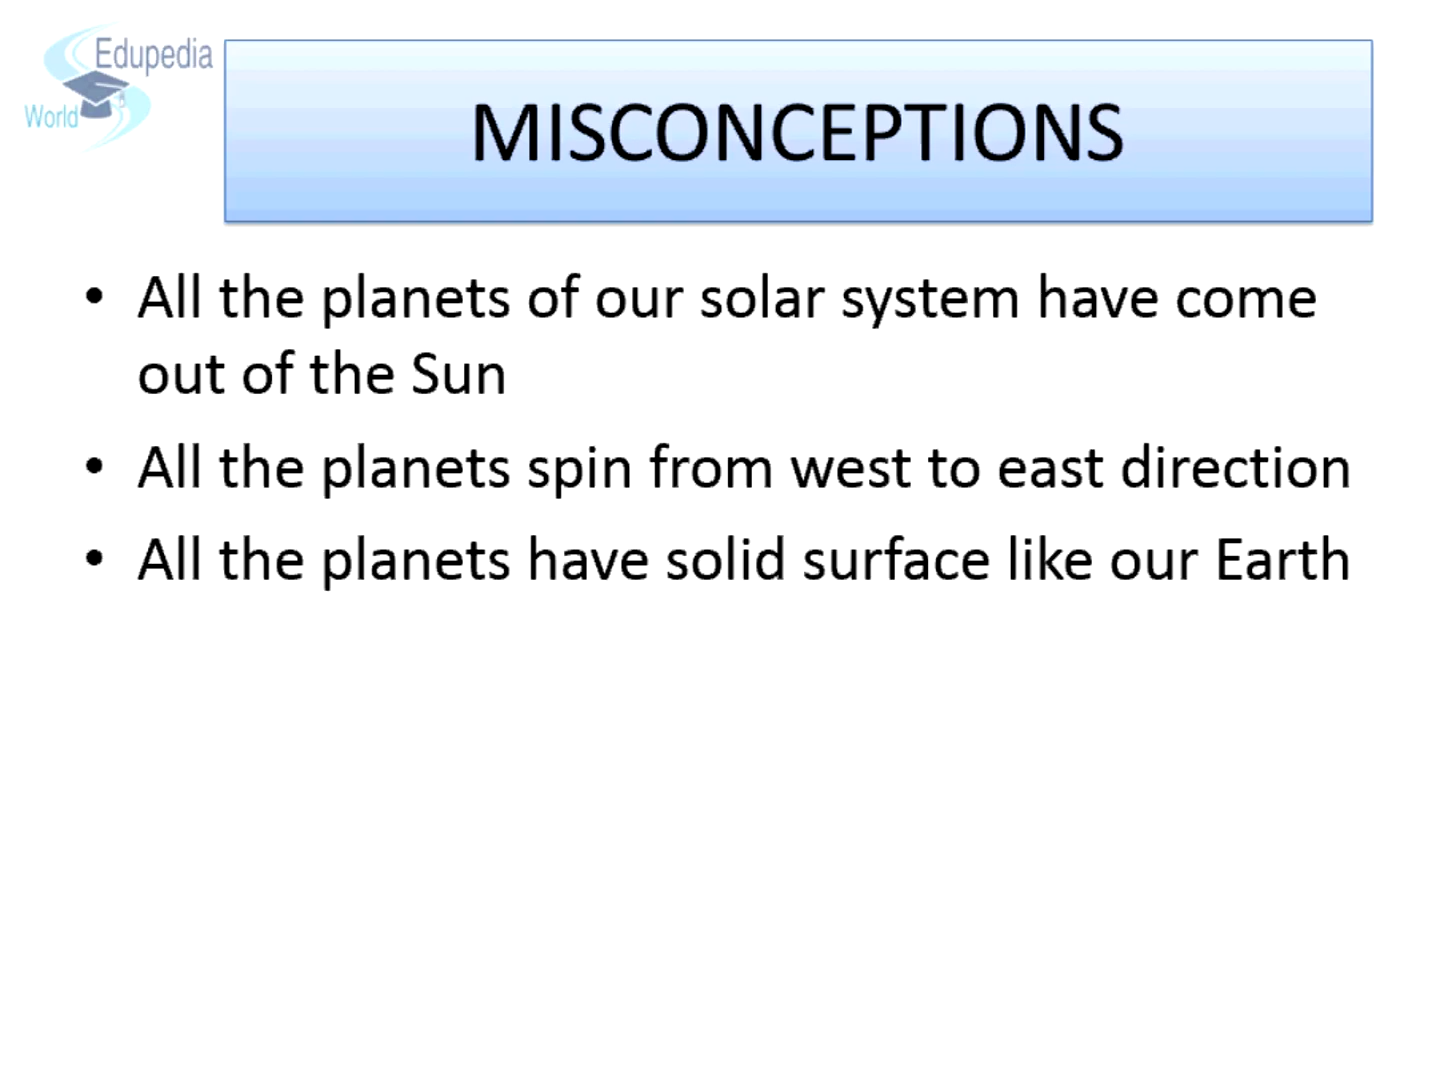 Edupedia
World
MISCONCEPTIONS
• All the planets of our solar system have come
out of the Sun
• All the planets spin from west to east direction
• All the planets have solid surface like our Earth